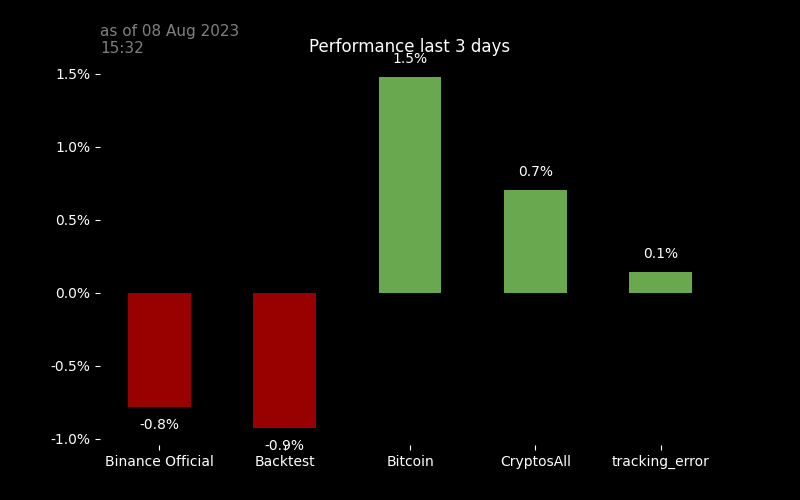 as of 08 Aug 2023
15:32
Performance last 3 days
1.5%
1.5%
1.0%
0.7%
0.5%
0.1%
0.0%
-0.5%
-0.8%
-1.0%
-0.9%
Binance Official
Backtest
Bitcoin
CryptosAll
tracking_error